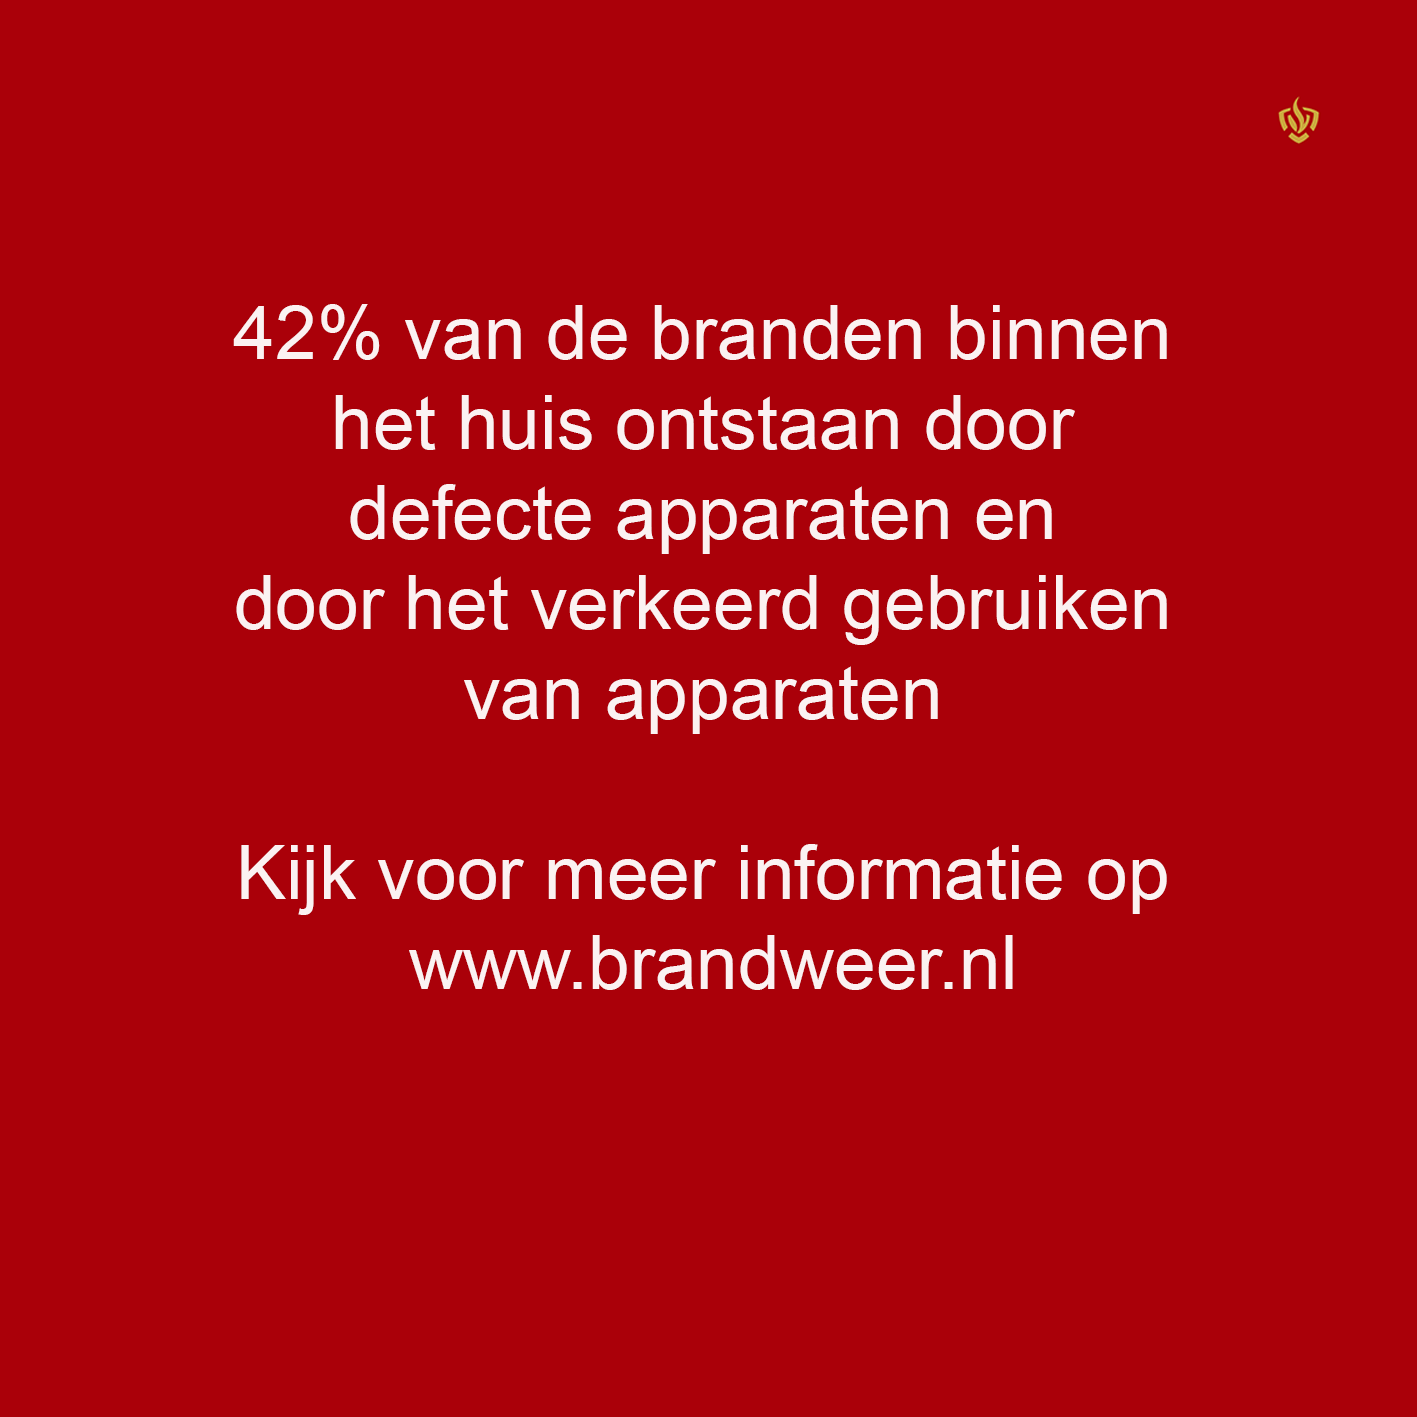 42% van de branden binnen
het huis ontstaan door
defecte apparaten en
door het verkeerd gebruiken
van apparaten
Kijk voor meer informatie op
www.brandweer.nl